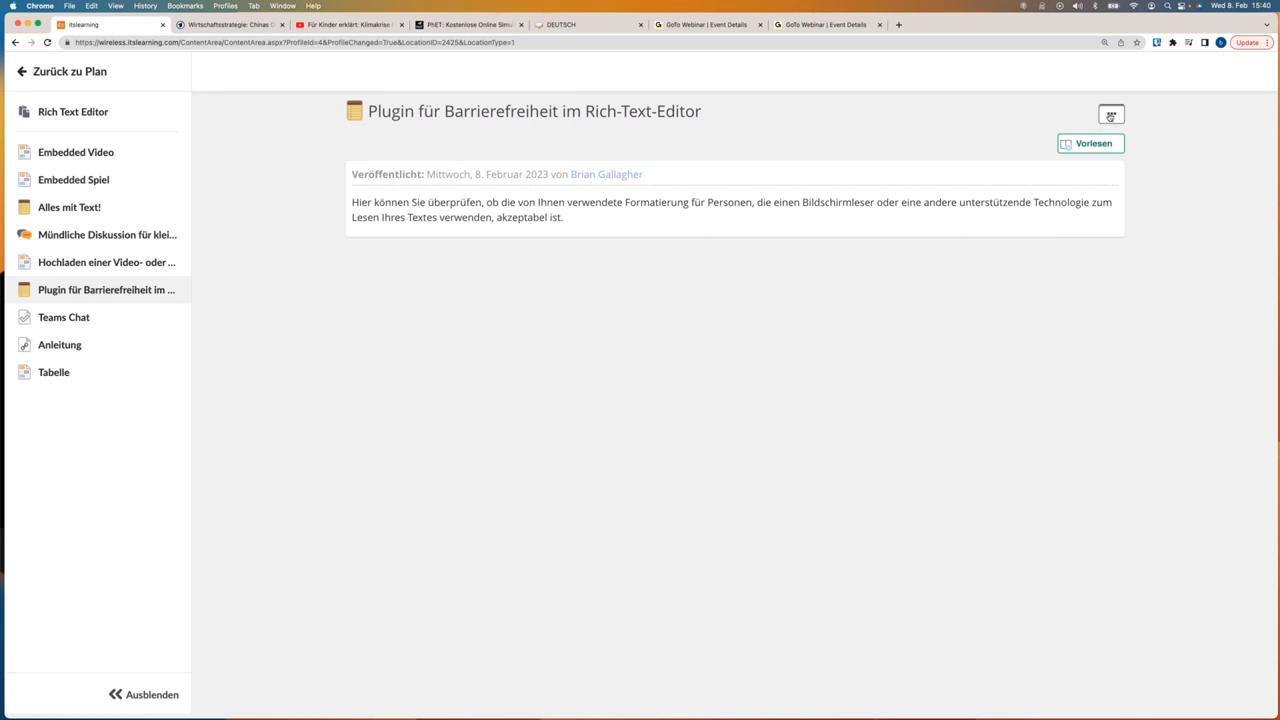 Chrome File Edit View History Bookmarks Profiles Tab Window Help Wed 8. Feb 15:40
itslearning Wirtschaftsstrategie: Chinas Für Kinder erklärt: Klimakrise PhET: Kostenlose Online DEUTSCH GoTo Webinar | Event Details GoTo Webinar | Event Details
https://wireless.itslearning.com/ContentArea/ContentArea.aspx?ProfileId=4&ProfileChanged=True&LocationID=2425&LocationType=1 Update
Zurück zu Plan
Rich Text Editor
Plugin für Barrierefreiheit im Rich-Text-Editor
Vorlesen
Embedded Video
Embedded Spiel
Alles mit Text!
Mündliche Diskussion für klei...
Hochladen einer Video- oder ...
Plugin für Barrierefreiheit im ...
Teams Chat
Anleitung
Tabelle
Veröffentlicht: Mittwoch, 8. Februar 2023 von Brian Gallagher
Hier können Sie überprüfen, ob die von Ihnen verwendete Formatierung für Personen, die einen Bildschirmleser oder eine andere unterstützende Technologie zum
Lesen Ihres Textes verwenden, akzeptabel ist.
Ausblenden